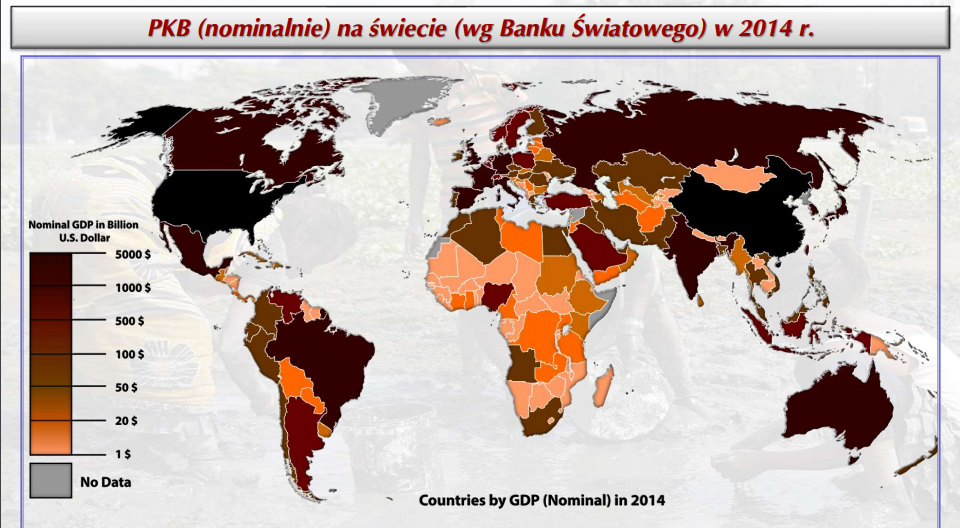 PKB (nominalnie) na świecie (wg Banku Światowego) w 2014 r.
Nominal GDP in Billion
U.S. Dollar
5000 $
1000 $
500 $
100 $
50 $
20 $
1 $
No Data
Countries by GDP (Nominal) in 2014